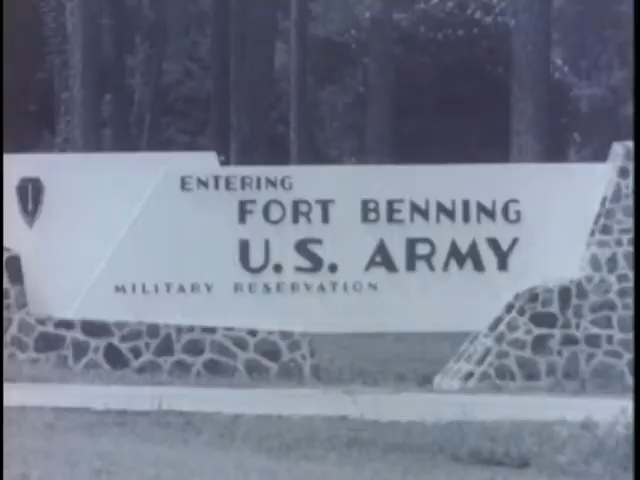 ENTERING
FORT BENNING
U.S. ARMY
MILITARY RESERVATION